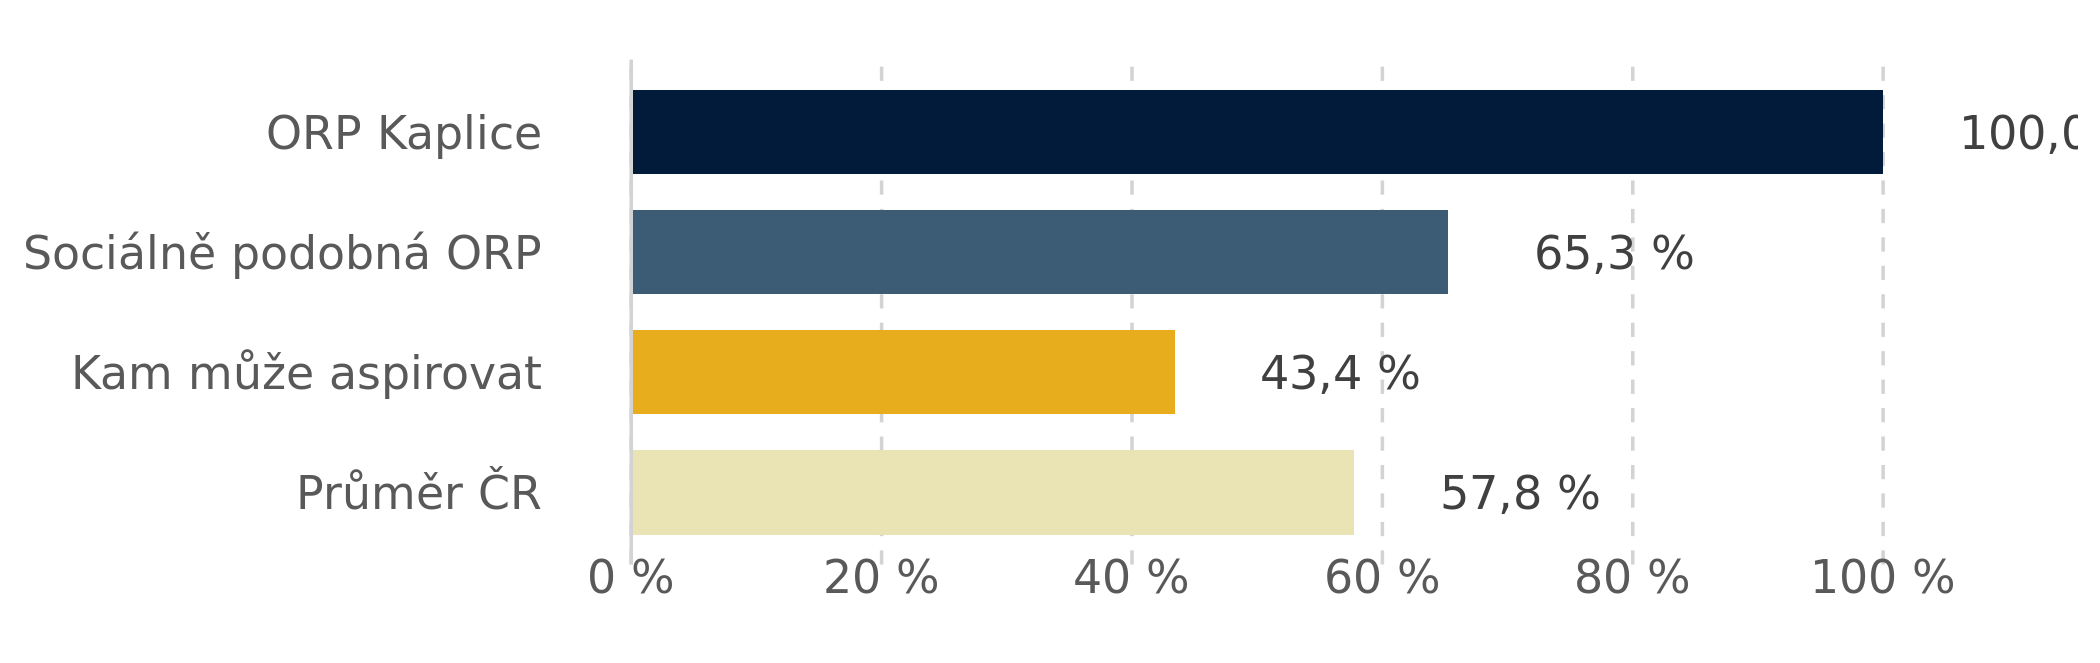 ORP Kaplice 100,0
Sociálně podobná ORP 65,3 %
Kam může aspirovat 43,4 %
Průměr ČR 57,8 %
0 % 20 % 40 % 60 % 80 % 100 %